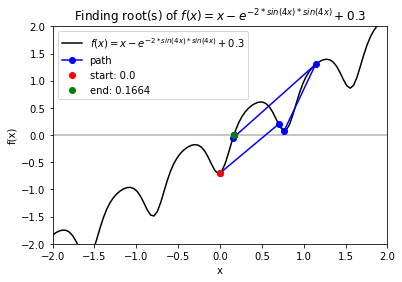 Finding root(s) of f(x) = x − e^{−2∗sin(4x)∗sin(4x)} + 0.3
f(x) = x − e^{−2∗sin(4x)∗sin(4x)} + 0.3
path
start: 0.0
end: 0.1664
2.0
1.5
1.0
0.5
0.0
−0.5
−1.0
−1.5
−2.0
f(x)
−2.0 −1.5 −1.0 −0.5 0.0 0.5 1.0 1.5 2.0
x